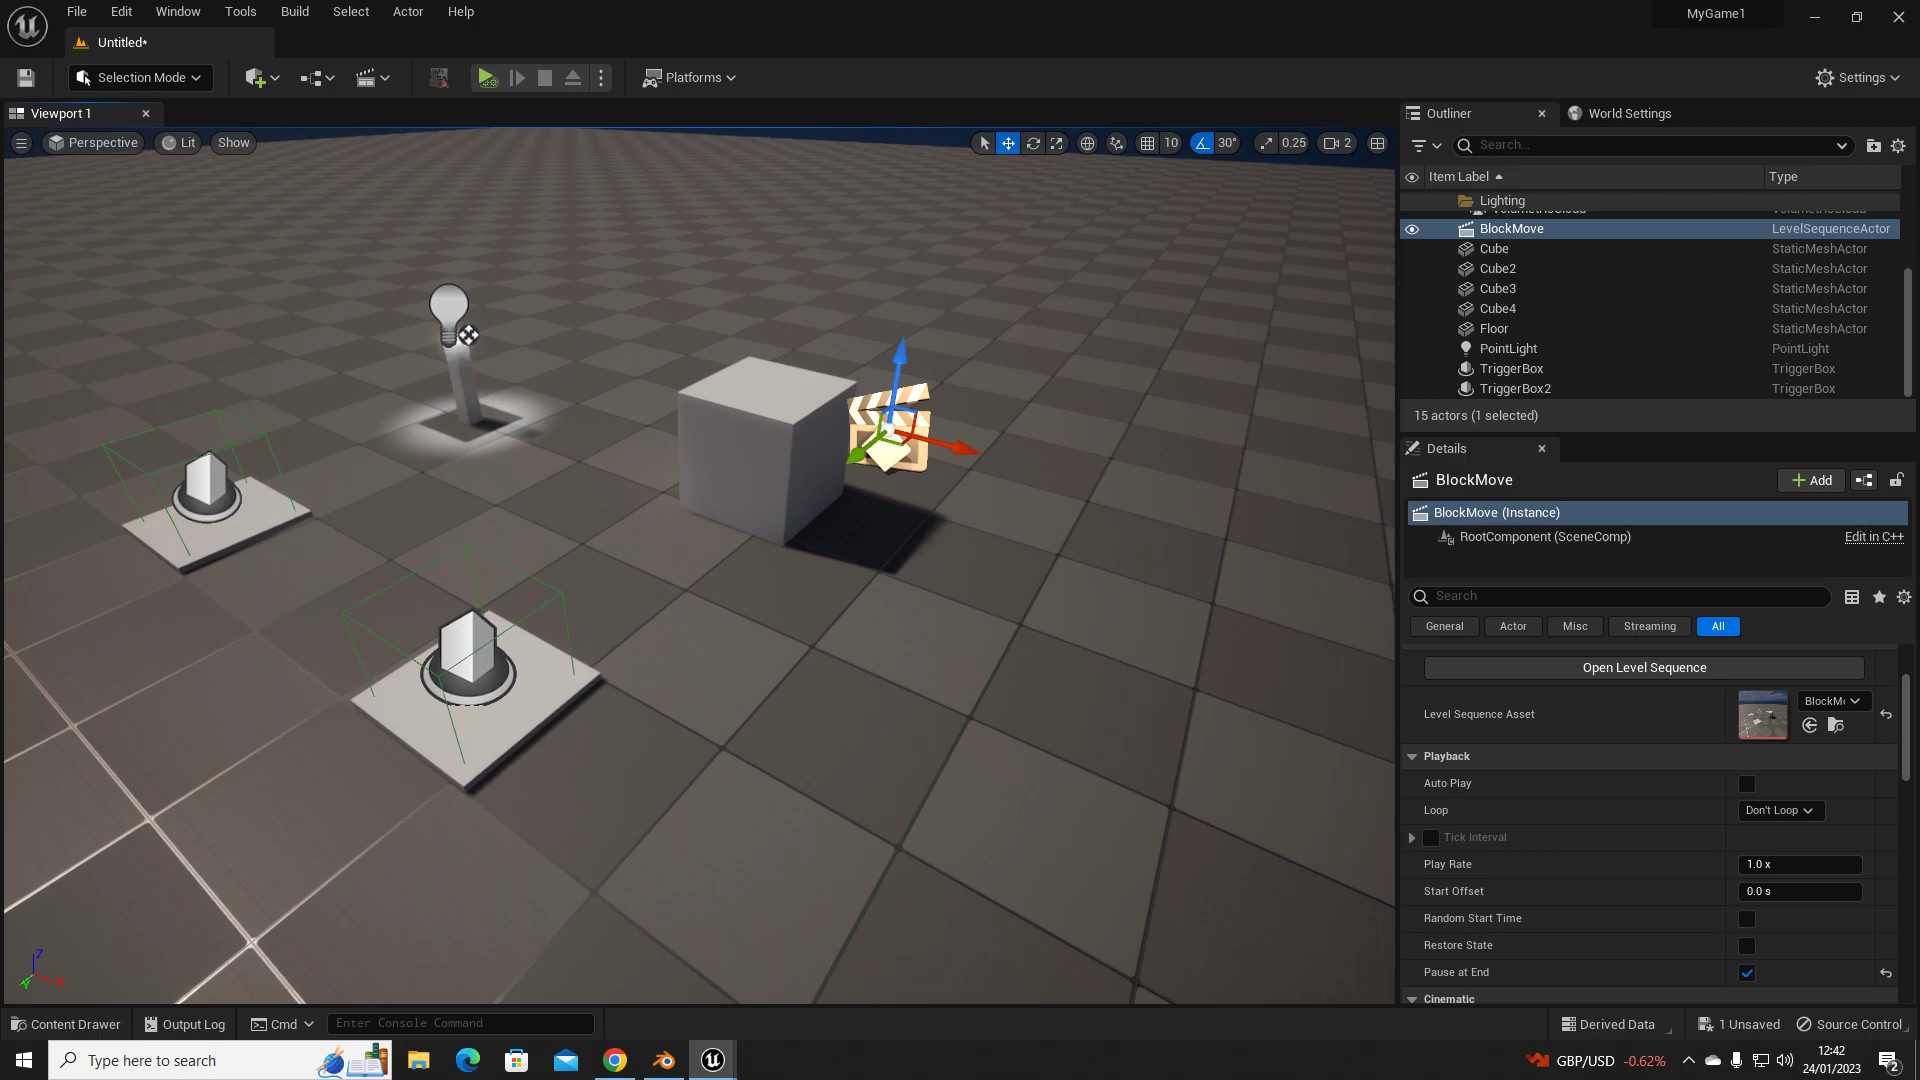 File Edit Window Tools Build Select Actor Help
MyGame1
Untitled*
Selection Mode
Platforms
Settings
Viewport 1
Perspective Lit Show
10 30° 0.25 2
Outliner World Settings
Search...
Item Label Type
Lighting
BlockMove LevelSequenceActor
Cube StaticMeshActor
Cube2 StaticMeshActor
Cube3 StaticMeshActor
Cube4 StaticMeshActor
Floor StaticMeshActor
PointLight PointLight
TriggerBox TriggerBox
TriggerBox2 TriggerBox
15 actors (1 selected)
Details
BlockMove
Add
BlockMove (Instance)
RootComponent (SceneComp) Edit in C++
Search
General Actor Misc Streaming All
Open Level Sequence
Level Sequence Asset BlockM
Playback
Auto Play
Loop Don't Loop
Tick Interval
Play Rate 1.0 x
Start Offset 0.0 s
Random Start Time
Restore State
Pause at End
Cinematic
Z
X
Y
Content Drawer Output Log Cmd Enter Console Command
Derived Data 1 Unsaved Source Control
Type here to search
GBP/USD -0.62%
12:42
24/01/2023
2